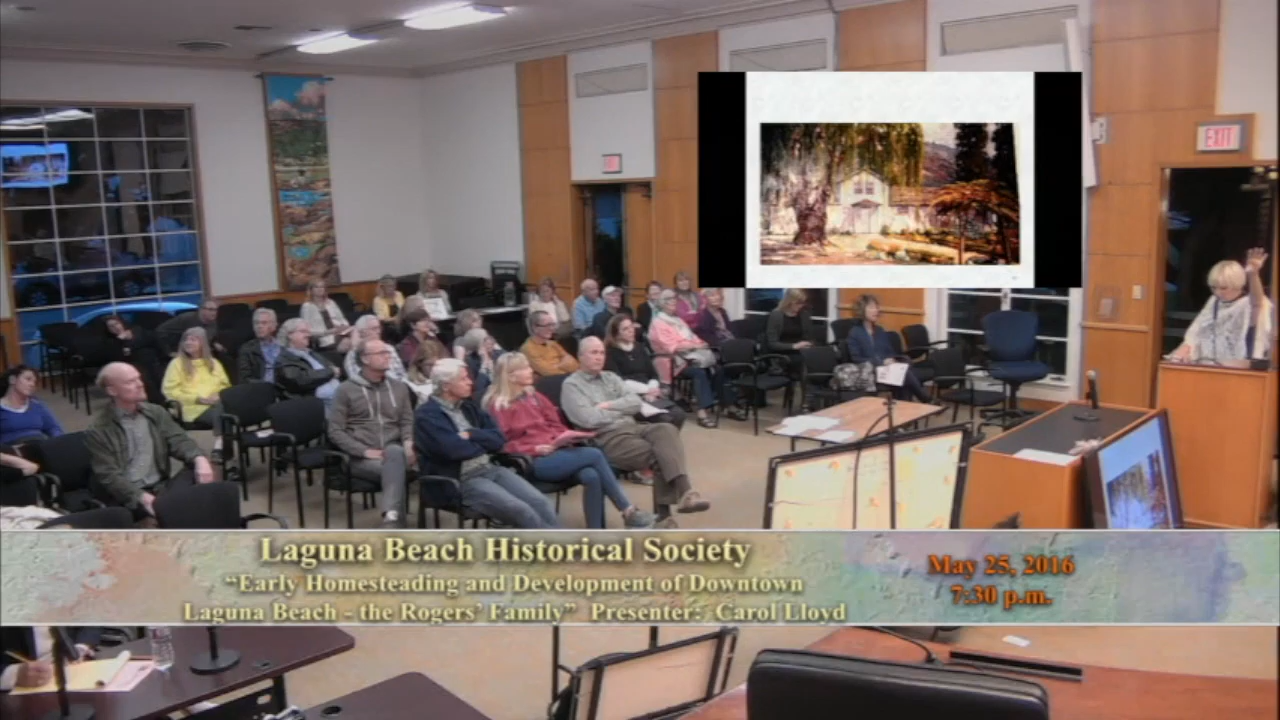 EXIT
Laguna Beach Historical Society
“Early Homesteading and Development of Downtown
Laguna Beach - the Rogers’ Family” Presenter: Carol Lloyd
May 25, 2016
7:30 p.m.